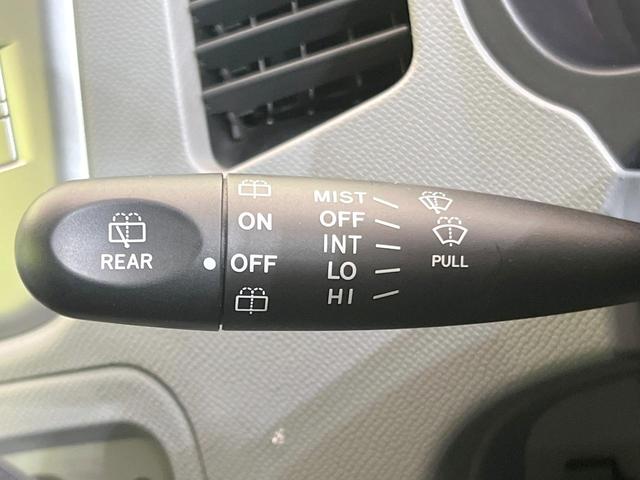 REAR
ON
OFF
MIST
OFF
INT
LO
HI
PULL